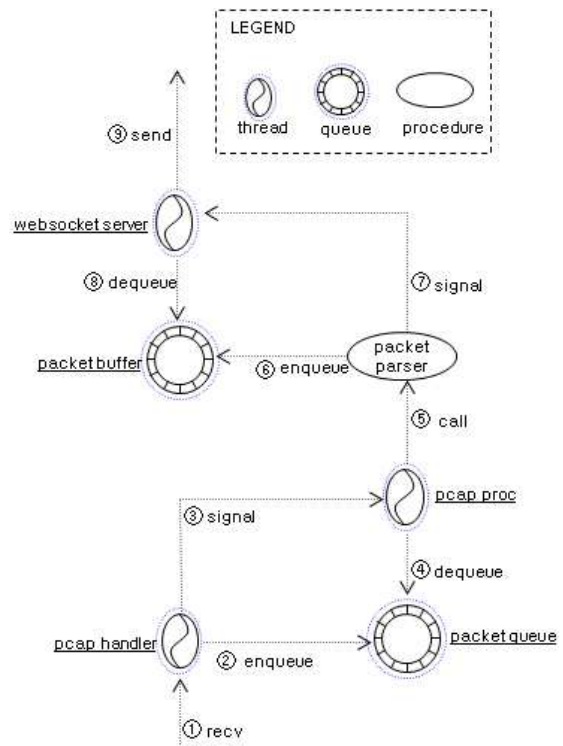 LEGEND
thread
queue
procedure
⑨ send
websocket server
⑧ dequeue
⑦ signal
packet
parser
packet buffer
⑥ enqueue
⑤ call
③ signal
pcap proc
④ dequeue
pcap handler
② enqueue
packet queue
① recv